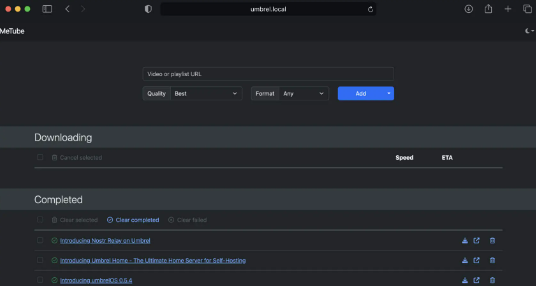 umbrel.local
MeTube
Video or playlist URL
Quality Best Format Any Add
Downloading
Cancel selected Speed ETA
Completed
Clear selected Clear completed Clear failed
Introducing Nostr Relay on Umbrel
Introducing Umbrel Home - The Ultimate Home Server for Self-Hosting
Introducing umbrelOS 0.5.4